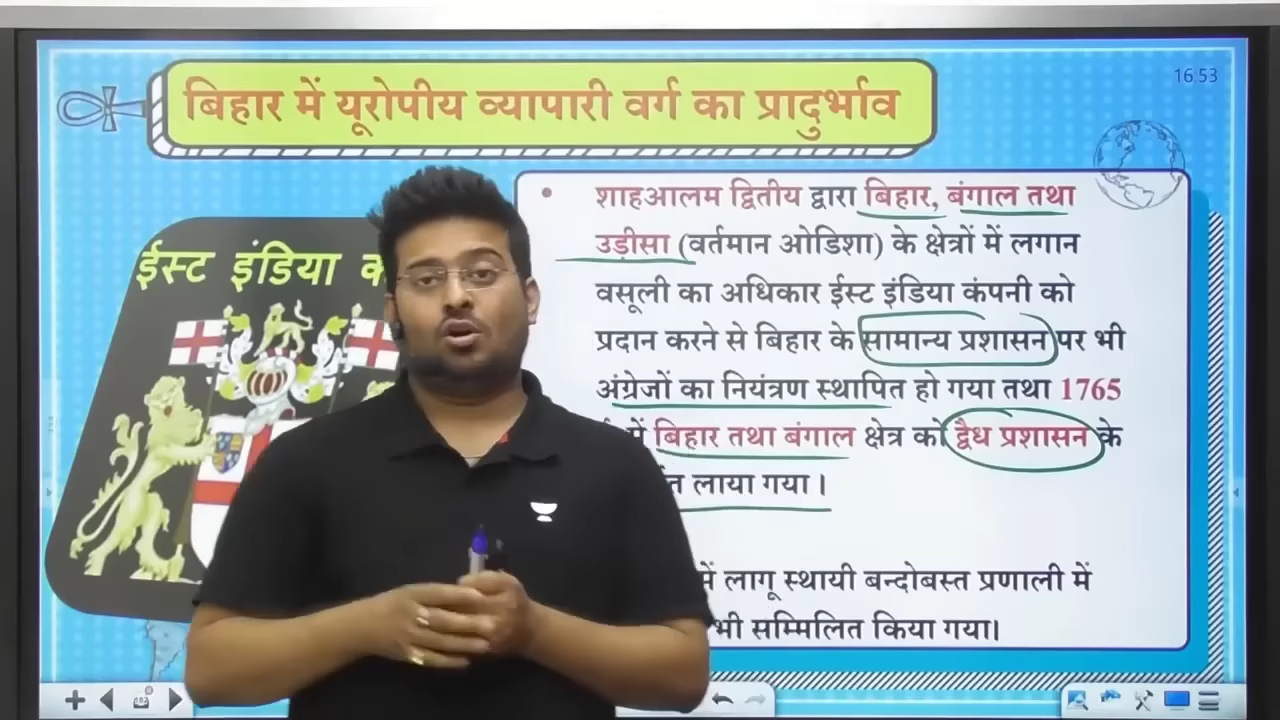 16:53
बिहार में यूरोपीय व्यापारी वर्ग का प्रादुर्भाव
ईस्ट इंडिया
शाहआलम द्वितीय द्वारा बिहार, बंगाल तथा
उड़ीसा (वर्तमान ओडिशा) के क्षेत्रों में लगान
वसूली का अधिकार ईस्ट इंडिया कंपनी को
प्रदान करने से बिहार के सामान्य प्रशासन पर भी
अंग्रेजों का नियंत्रण स्थापित हो गया तथा 1765
में बिहार तथा बंगाल क्षेत्र को द्वैध प्रशासन के
लाया गया।
में लागू स्थायी बन्दोबस्त प्रणाली में
भी सम्मिलित किया गया।